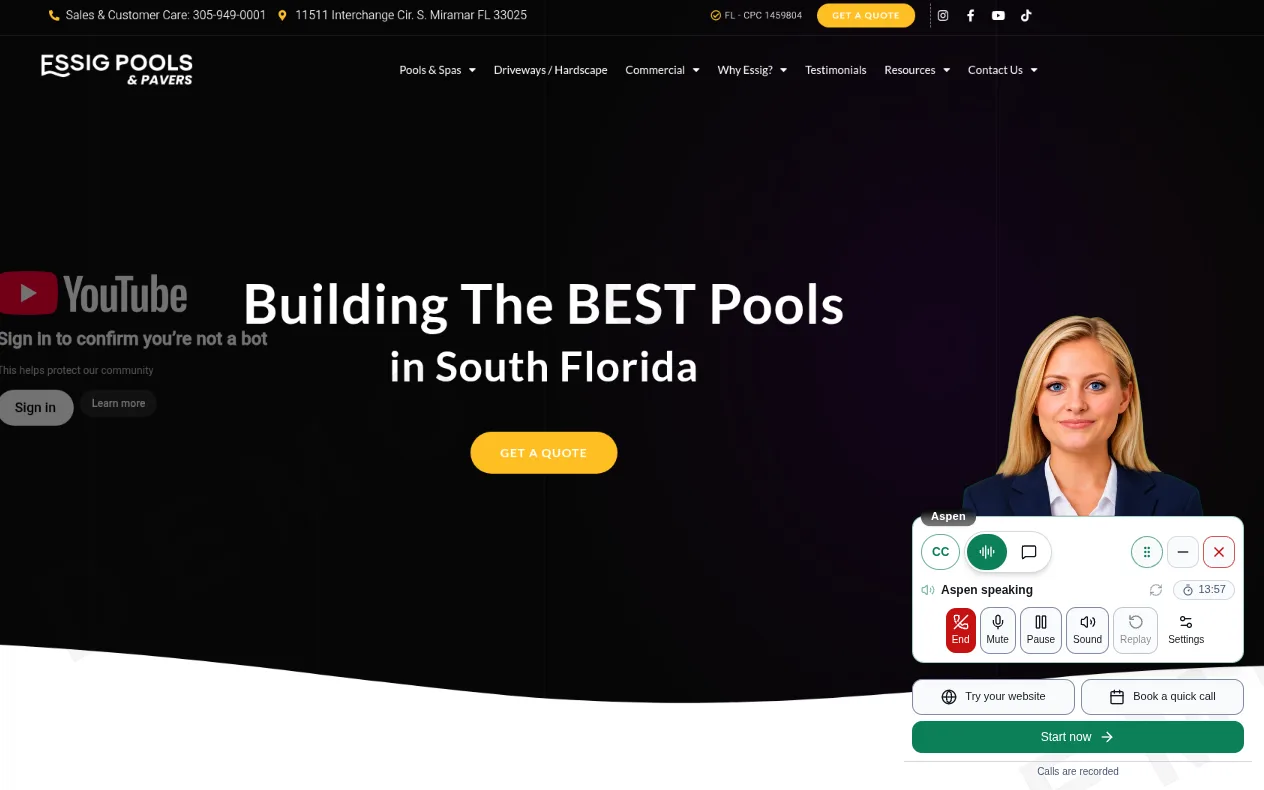 Sales & Customer Care: 305-949-0001
11511 Interchange Cir. S. Miramar FL 33025
FL - CPC 1459804
GET A QUOTE
ESSIG POOLS
& PAVERS
Pools & Spas
Driveways / Hardscape
Commercial
Why Essig?
Testimonials
Resources
Contact Us
YouTube
Sign in to confirm you’re not a bot
This helps protect our community
Sign in
Learn more
Building The BEST Pools
in South Florida
GET A QUOTE
Aspen
CC
Aspen speaking
13:57
End
Mute
Pause
Sound
Replay
Settings
Try your website
Book a quick call
Start now
Calls are recorded